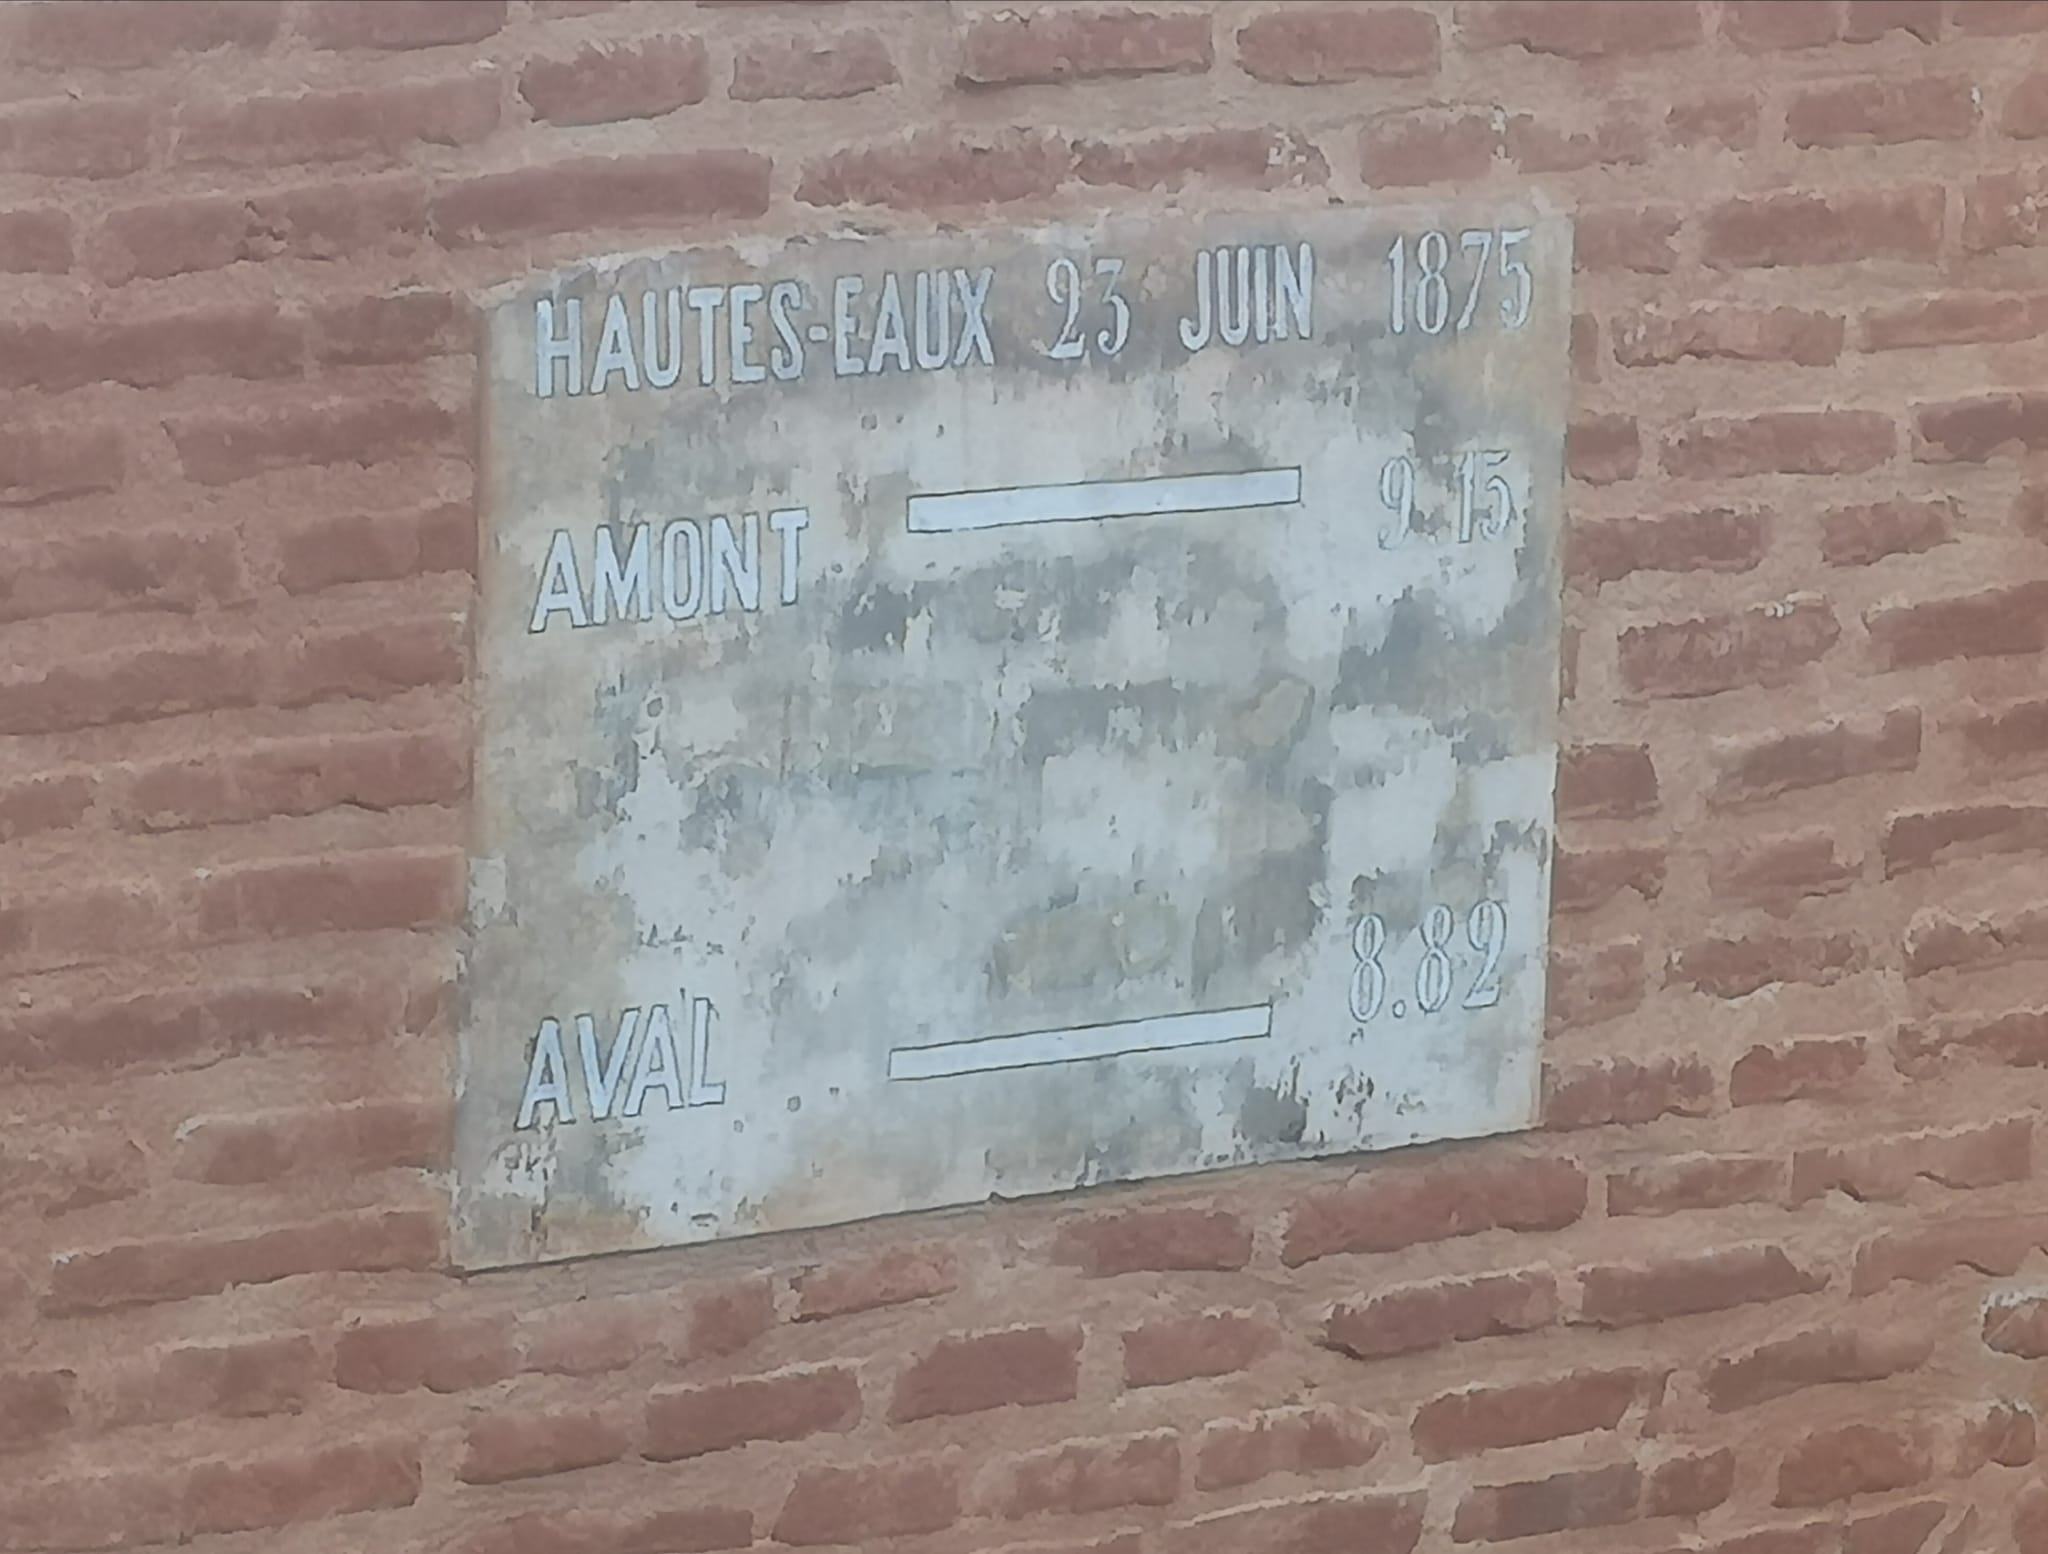 HAUTES-EAUX 23 JUIN 1875
AMONT 9.15
AVAL 8.82